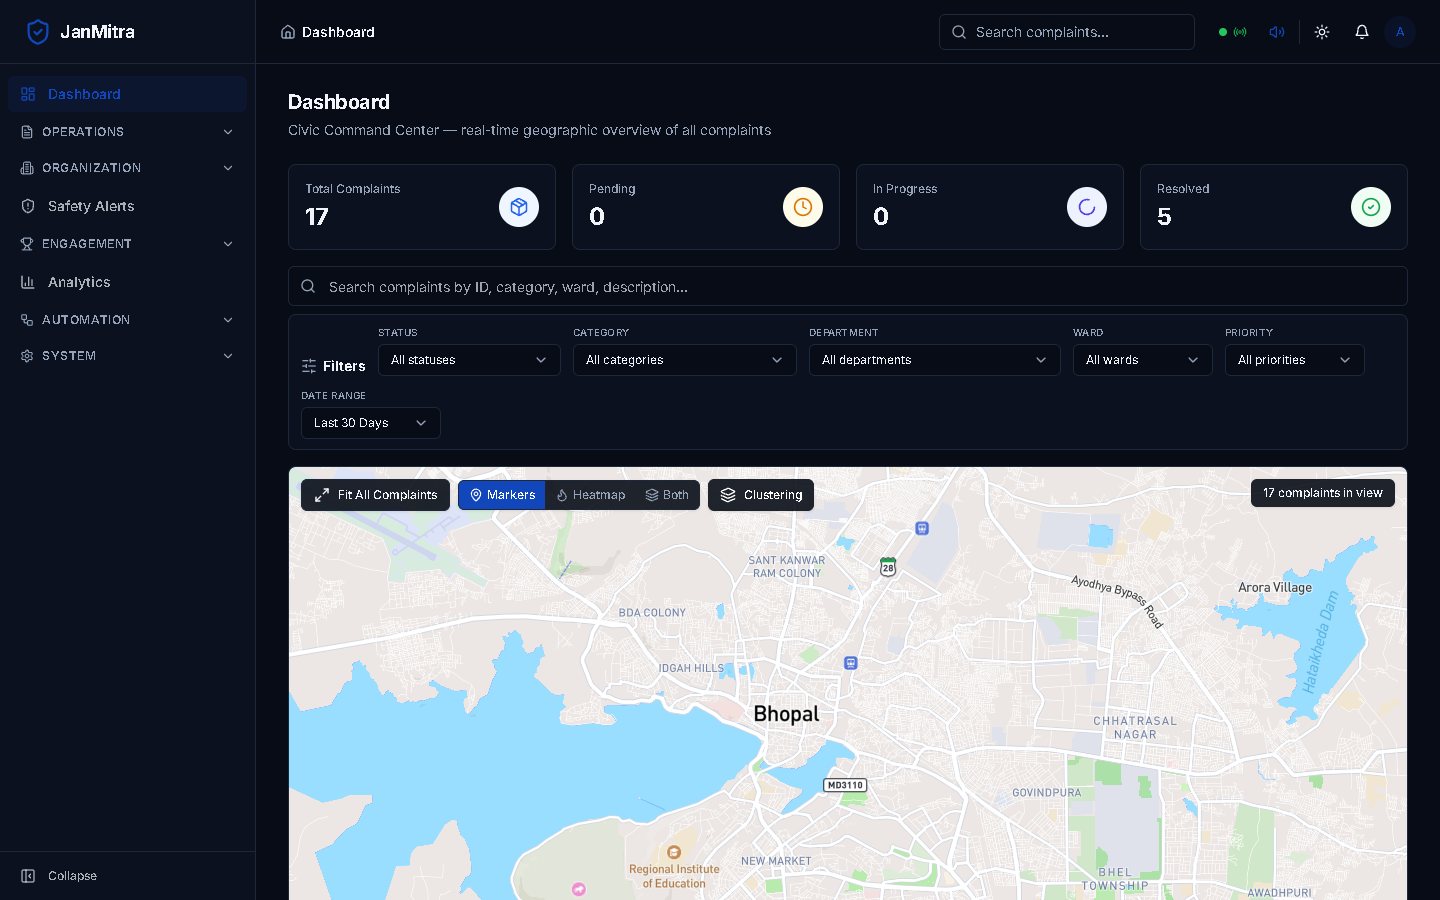 JanMitra
Dashboard
Search complaints...
A
Dashboard
OPERATIONS
ORGANIZATION
Safety Alerts
ENGAGEMENT
Analytics
AUTOMATION
SYSTEM
Collapse
Dashboard
Civic Command Center — real-time geographic overview of all complaints
Total Complaints
17
Pending
0
In Progress
0
Resolved
5
Search complaints by ID, category, ward, description...
Filters
STATUS
All statuses
CATEGORY
All categories
DEPARTMENT
All departments
WARD
All wards
PRIORITY
All priorities
DATE RANGE
Last 30 Days
Fit All Complaints
Markers
Heatmap
Both
Clustering
17 complaints in view
SANT KANWAR
RAM COLONY
28
Ayodhya Bypass Road
Arora Village
Hataikheda Dam
BDA COLONY
IDGAH HILLS
Bhopal
CHHATRASAL
NAGAR
MD3110
GOVINDPURA
NEW MARKET
Regional Institute
of Education
BHEL
TOWNSHIP
AWADHPURI